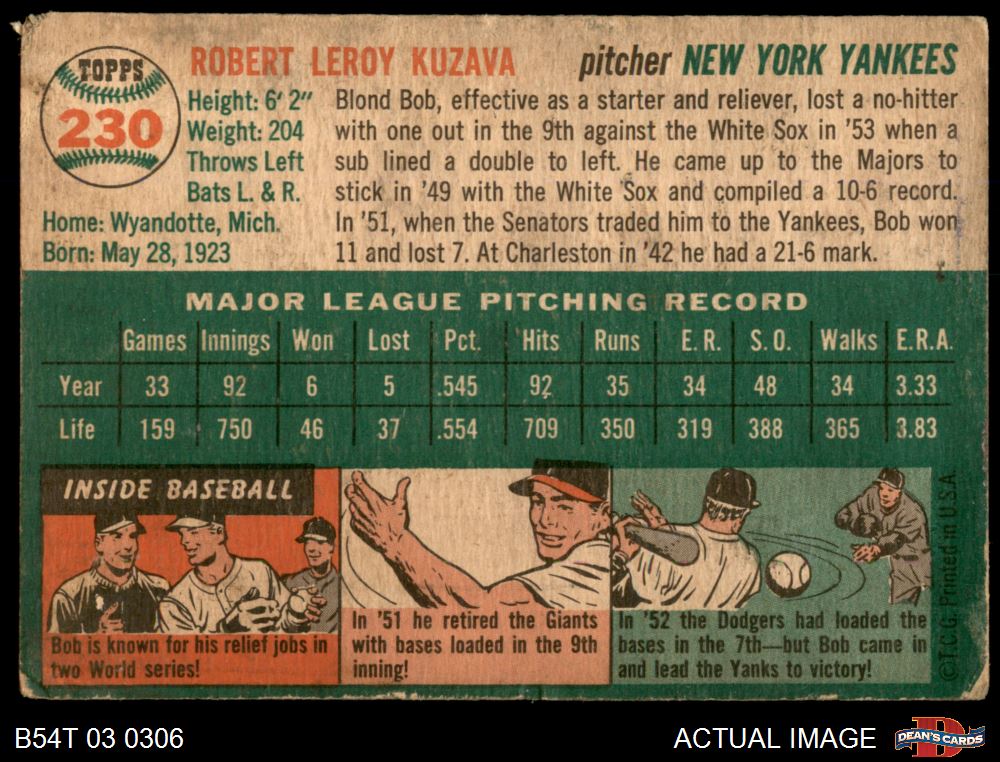 TOPPS
230
ROBERT LEROY KUZAVA pitcher NEW YORK YANKEES
Height: 6' 2"
Weight: 204
Throws Left
Bats L. & R.
Home: Wyandotte, Mich.
Born: May 28, 1923
Blond Bob, effective as a starter and reliever, lost a no-hitter
with one out in the 9th against the White Sox in '53 when a
sub lined a double to left. He came up to the Majors to
stick in '49 with the White Sox and compiled a 10-6 record.
In '51, when the Senators traded him to the Yankees, Bob won
11 and lost 7. At Charleston in '42 he had a 21-6 mark.
MAJOR LEAGUE PITCHING RECORD
Games Innings Won Lost Pct. Hits Runs E.R. S.O. Walks E.R.A.
Year 33 92 6 5 .545 92 35 34 48 34 3.33
Life 159 750 46 37 .554 709 350 319 388 365 3.83
INSIDE BASEBALL
Bob is known for his relief jobs in
two World series!
In '51 he retired the Giants
with bases loaded in the 9th
inning!
In '52 the Dodgers had loaded the
bases in the 7th—but Bob came in
and lead the Yanks to victory!
©T.C.G. Printed in U.S.A.
B54T 03 0306
ACTUAL IMAGE
DEAN'S CARDS